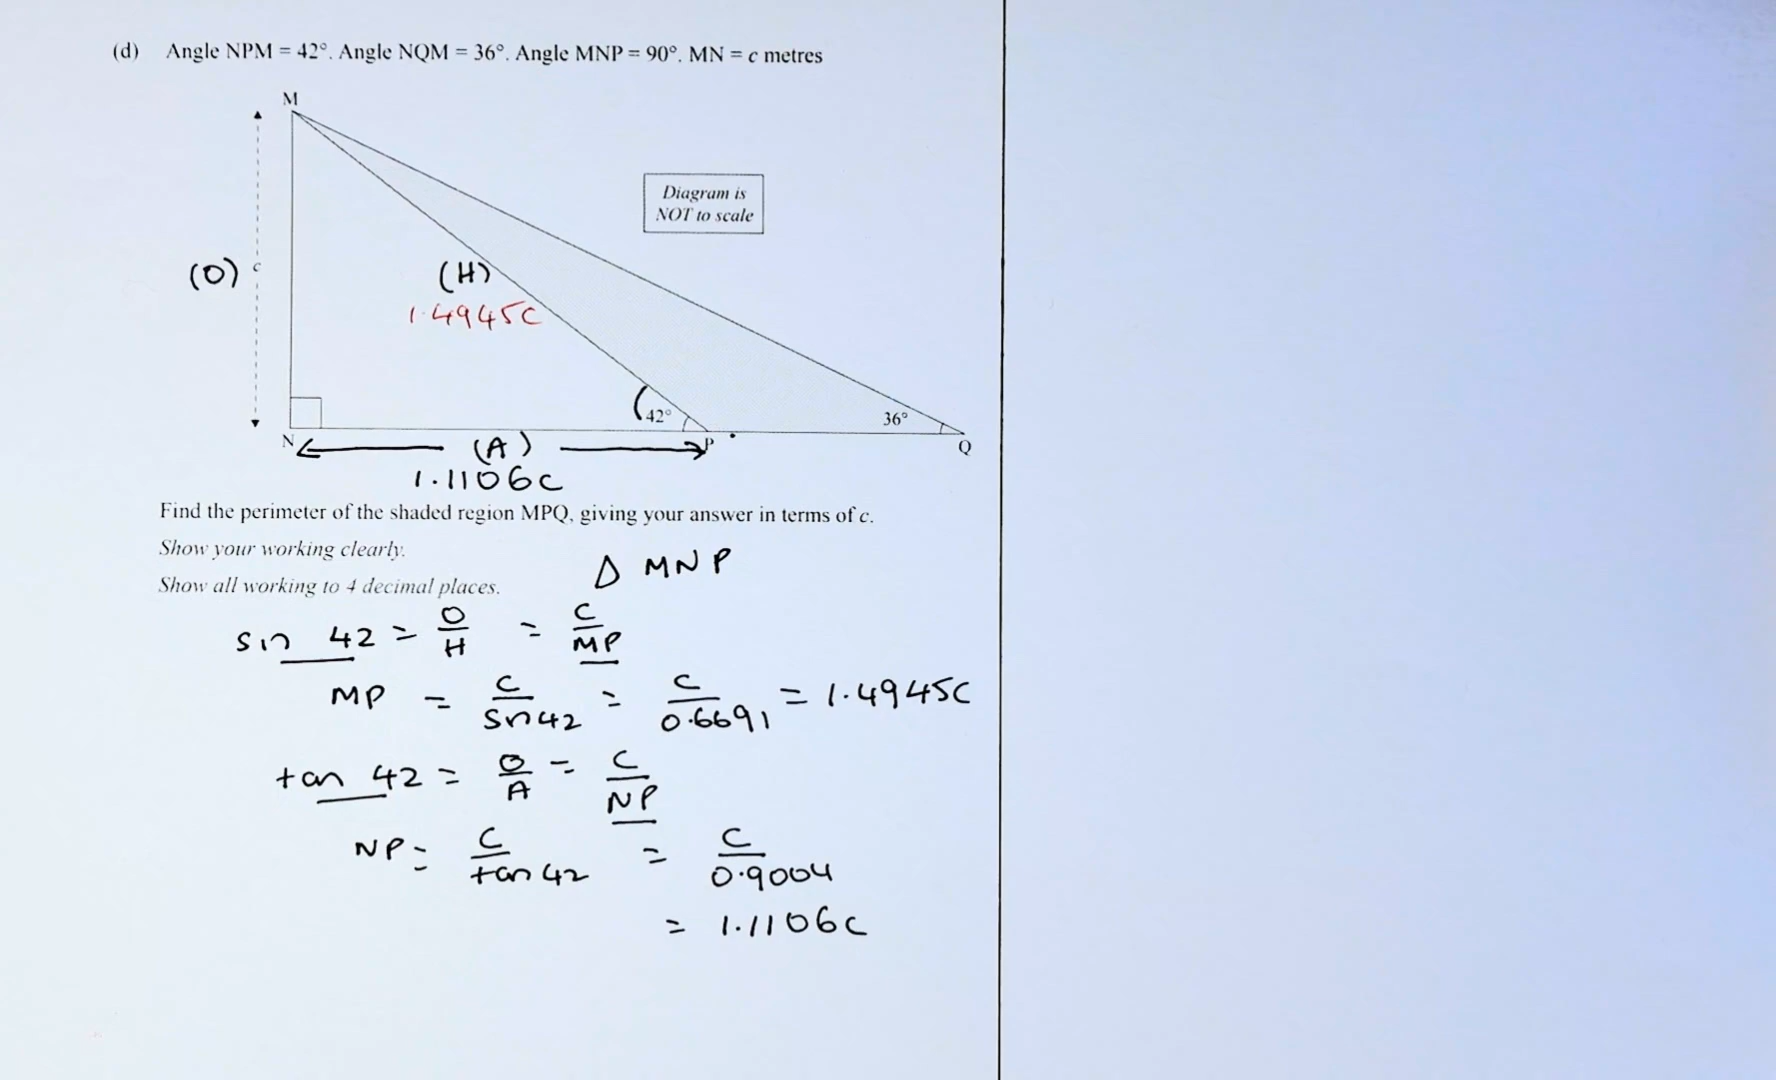 (d) Angle NPM = 42°. Angle NQM = 36°. Angle MNP = 90°. MN = c metres
M
Diagram is
NOT to scale
(O) c (H)
1.4945c
42° 36°
N (A) P Q
1.1106c
Find the perimeter of the shaded region MPQ, giving your answer in terms of c.
Show your working clearly.
Show all working to 4 decimal places.
Δ MNP
sin 42 = O/H = c/MP
MP = c/sin42 = c/0.6691 = 1.4945c
tan 42 = O/A = c/NP
NP = c/tan42 = c/0.9004
= 1.1106c